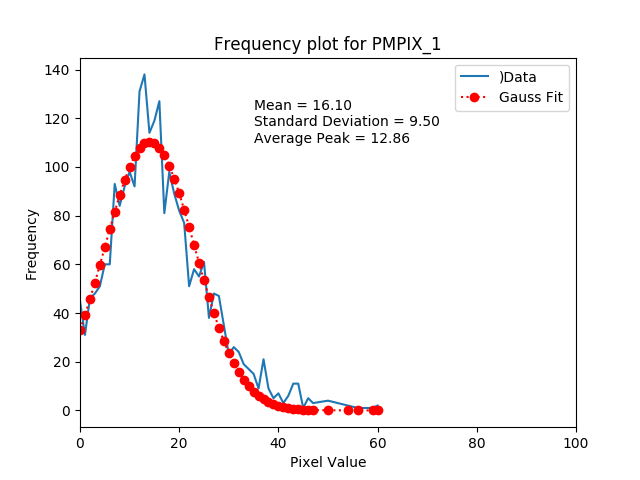 Frequency plot for PMPIX_1
)Data
Gauss Fit
Mean = 16.10
Standard Deviation = 9.50
Average Peak = 12.86
Frequency
140
120
100
80
60
40
20
0
0 20 40 60 80 100
Pixel Value